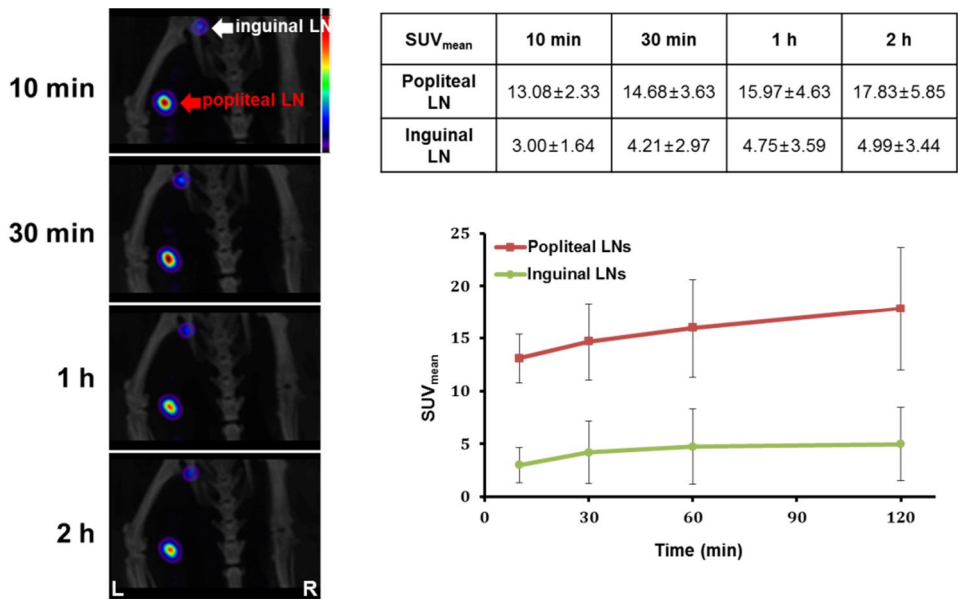 inguinal LN
10 min
popliteal LN
30 min
1 h
2 h
L R
SUVmean 10 min 30 min 1 h 2 h
Popliteal LN 13.08±2.33 14.68±3.63 15.97±4.63 17.83±5.85
Inguinal LN 3.00±1.64 4.21±2.97 4.75±3.59 4.99±3.44
25
20
15
10
5
0
SUVmean
Popliteal LNs
Inguinal LNs
0 30 60 90 120
Time (min)